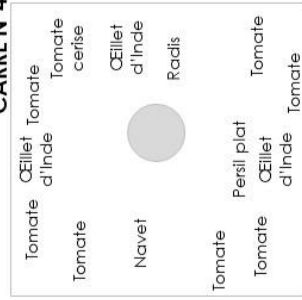 CARRÉ N° 4
Tomate
Œillet
d'Inde
Tomate
Tomate
cerise
Tomate
Œillet
d'Inde
Radis
Navet
Tomate
Persil plat
Tomate
Œillet
d'Inde
Tomate
Tomate